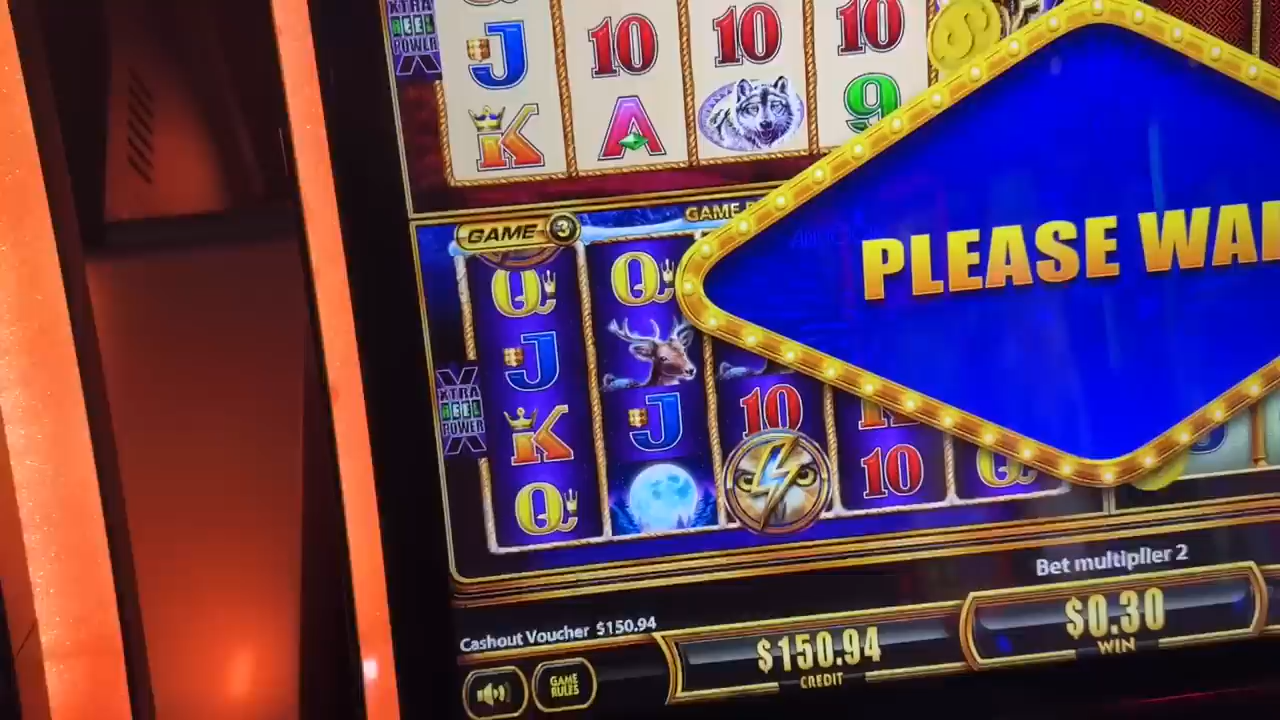 XTRA
REEL
POWER
J 10 10 10
K A 9
GAME 3
GAME
Q Q
PLEASE
J
XTRA
REEL
POWER
K J 10
Q 10
Bet multiplier 2
Cashout Voucher $150.94
$150.94
CREDIT
$0.30
WIN
GAME
RULES